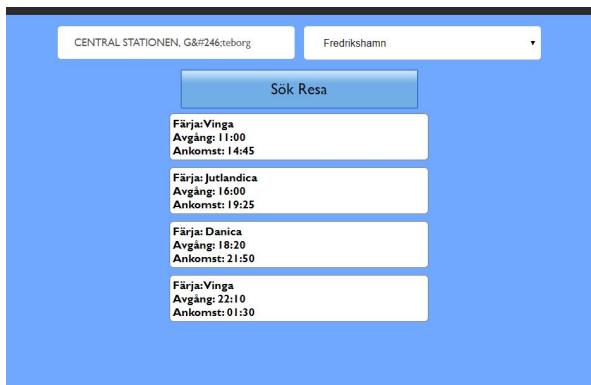 CENTRAL STATIONEN, G&#246;teborg
Fredrikshamn
Sök Resa
Färja:Vinga
Avgång: 11:00
Ankomst: 14:45
Färja: Jutlandica
Avgång: 16:00
Ankomst: 19:25
Färja: Danica
Avgång: 18:20
Ankomst: 21:50
Färja:Vinga
Avgång: 22:10
Ankomst: 01:30